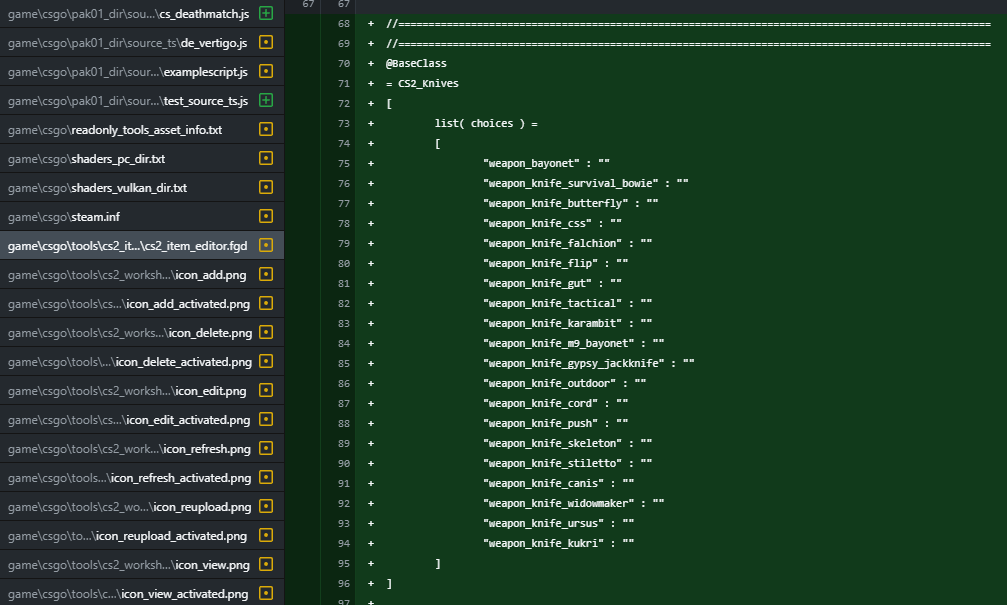 game\csgo\pak01_dir\sou...\cs_deathmatch.js
game\csgo\pak01_dir\source_ts\de_vertigo.js
game\csgo\pak01_dir\sour...\examplescript.js
game\csgo\pak01_dir\sour...\test_source_ts.js
game\csgo\readonly_tools_asset_info.txt
game\csgo\shaders_pc_dir.txt
game\csgo\shaders_vulkan_dir.txt
game\csgo\steam.inf
game\csgo\tools\cs2_it...\cs2_item_editor.fgd
game\csgo\tools\cs2_worksh...\icon_add.png
game\csgo\tools\cs...\icon_add_activated.png
game\csgo\tools\cs2_works...\icon_delete.png
game\csgo\tools\...\icon_delete_activated.png
game\csgo\tools\cs2_worksh...\icon_edit.png
game\csgo\tools\cs...\icon_edit_activated.png
game\csgo\tools\cs2_work...\icon_refresh.png
game\csgo\tools...\icon_refresh_activated.png
game\csgo\tools\cs2_wo...\icon_reupload.png
game\csgo\to...\icon_reupload_activated.png
game\csgo\tools\cs2_worksh...\icon_view.png
game\csgo\tools\c...\icon_view_activated.png
67 67
68 + //===================================================================================================
69 + //===================================================================================================
70 + @BaseClass
71 + = CS2_Knives
72 + [
73 + list( choices ) =
74 + [
75 + "weapon_bayonet" : ""
76 + "weapon_knife_survival_bowie" : ""
77 + "weapon_knife_butterfly" : ""
78 + "weapon_knife_css" : ""
79 + "weapon_knife_falchion" : ""
80 + "weapon_knife_flip" : ""
81 + "weapon_knife_gut" : ""
82 + "weapon_knife_tactical" : ""
83 + "weapon_knife_karambit" : ""
84 + "weapon_knife_m9_bayonet" : ""
85 + "weapon_knife_gypsy_jackknife" : ""
86 + "weapon_knife_outdoor" : ""
87 + "weapon_knife_cord" : ""
88 + "weapon_knife_push" : ""
89 + "weapon_knife_skeleton" : ""
90 + "weapon_knife_stiletto" : ""
91 + "weapon_knife_canis" : ""
92 + "weapon_knife_widowmaker" : ""
93 + "weapon_knife_ursus" : ""
94 + "weapon_knife_kukri" : ""
95 + ]
96 + ]
97 +